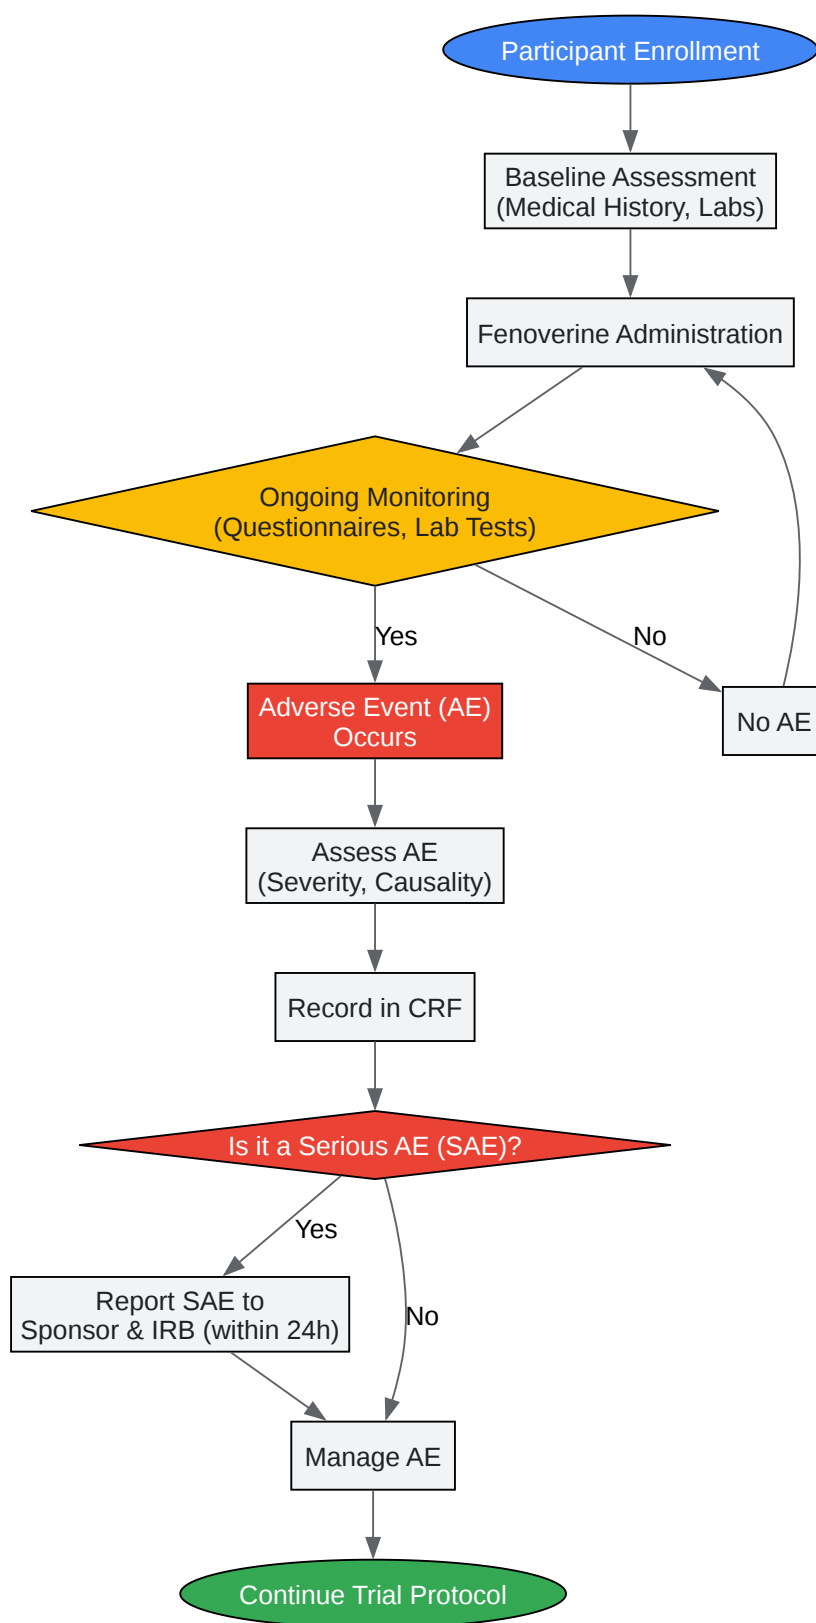 Participant Enrollment
Baseline Assessment
(Medical History, Labs)
Fenoverine Administration
Ongoing Monitoring
(Questionnaires, Lab Tests)
Yes
No
Adverse Event (AE)
Occurs
No AE
Assess AE
(Severity, Causality)
Record in CRF
Is it a Serious AE (SAE)?
Yes
Report SAE to
Sponsor & IRB (within 24h)
No
Manage AE
Continue Trial Protocol